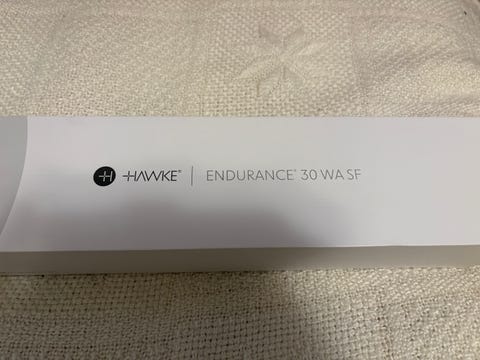 HAWKE® | ENDURANCE® 30 WA SF